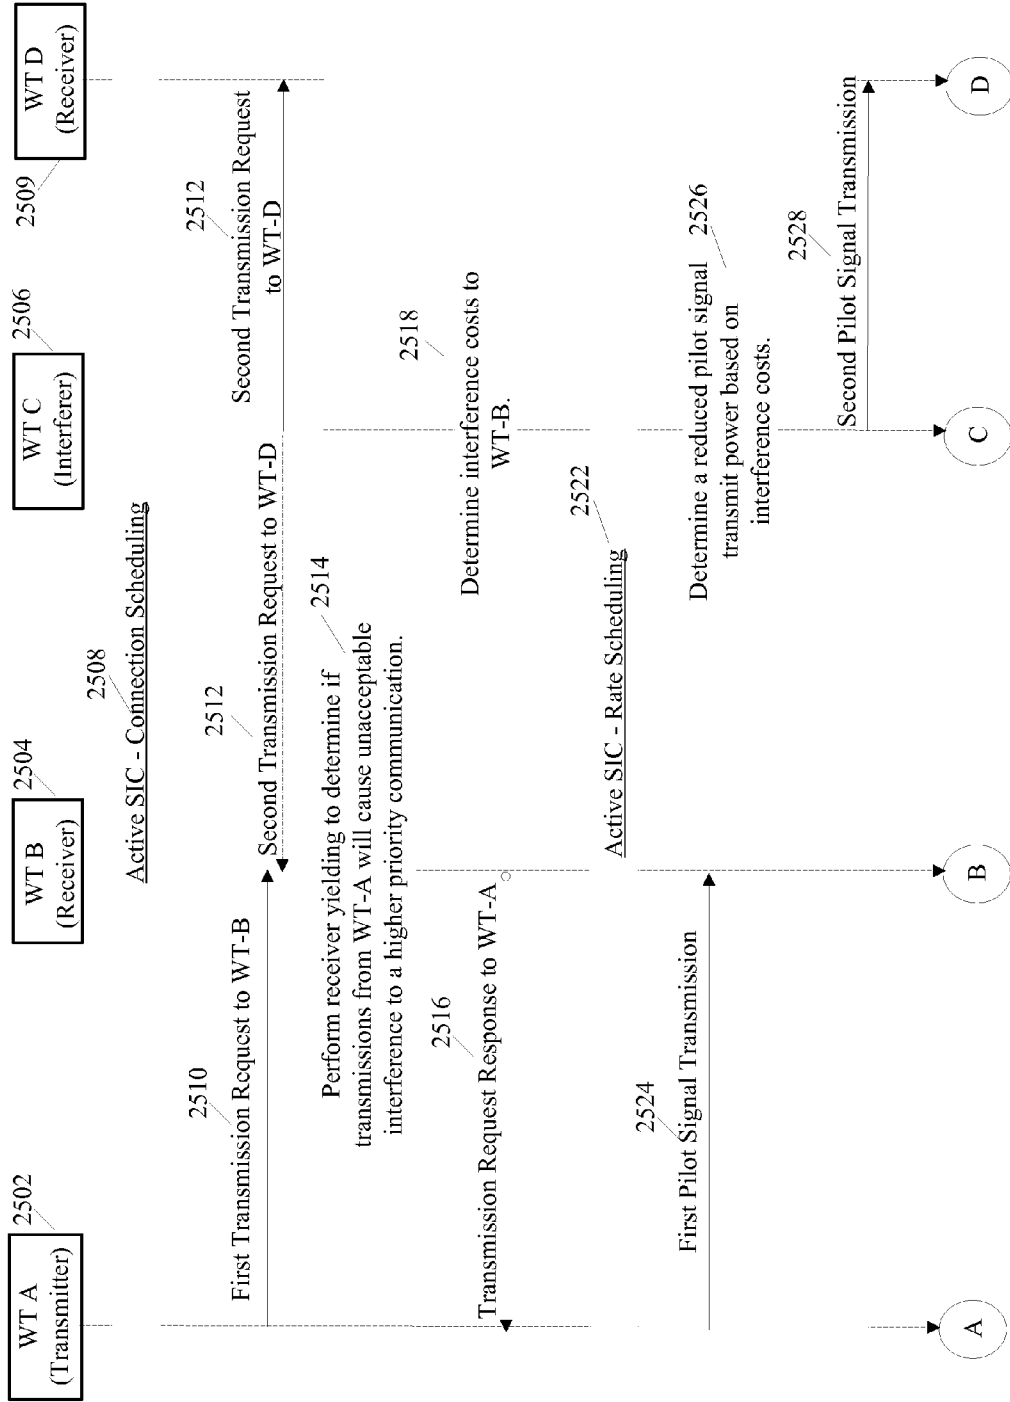 WT A
(Transmitter)
2502
WT B
(Receiver)
2504
WT C
(Interferer)
2506
WT D
(Receiver)
2509
2508
Active SIC - Connection Scheduling
2510
First Transmission Request to WT-B
2512
Second Transmission Request to WT-D
2512
Second Transmission Request
to WT-D
2514
Perform receiver yielding to determine if
transmissions from WT-A will cause unacceptable
interference to a higher priority communication.
2516
Transmission Request Response to WT-A
2518
Determine interference costs to
WT-B.
2522
Active SIC - Rate Scheduling
2524
First Pilot Signal Transmission
2526
Determine a reduced pilot signal
transmit power based on
interference costs.
2528
Second Pilot Signal Transmission
A
B
C
D